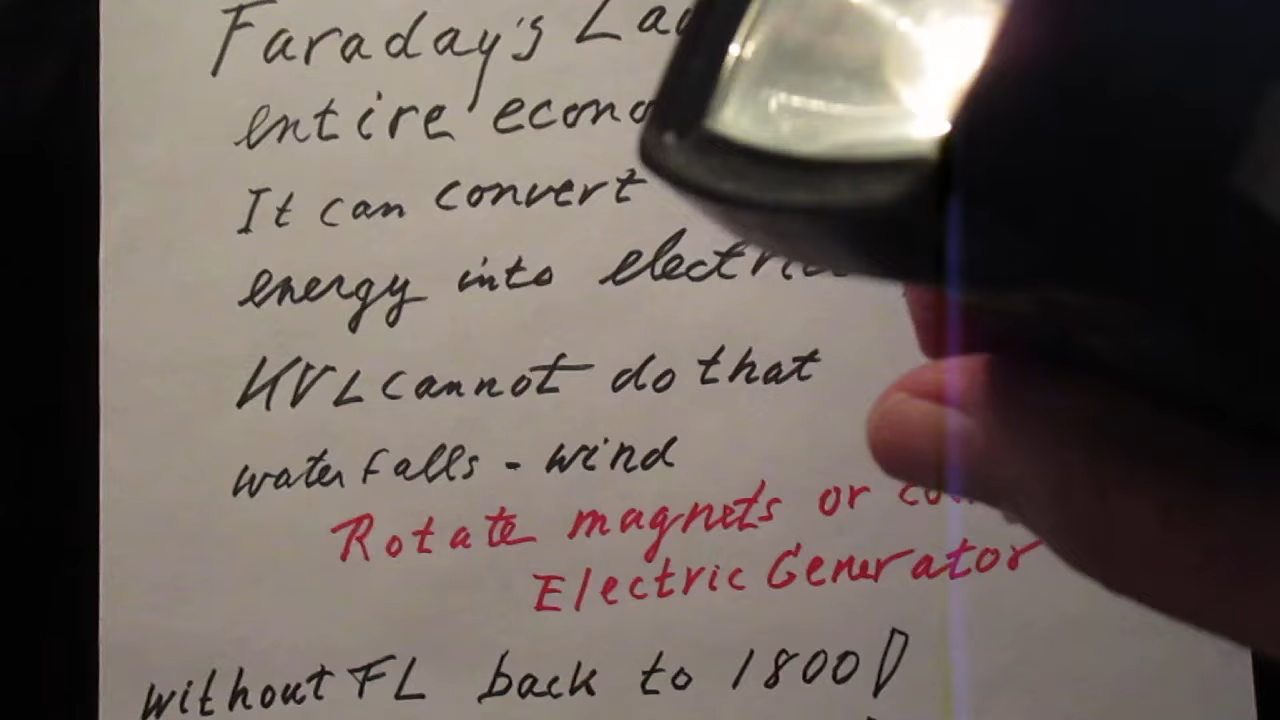 Faraday's
entire
It can convert
energy into
KVL cannot do that
waterfalls - wind
Rotate magnets or
Electric Generator
without FL back to 1800!